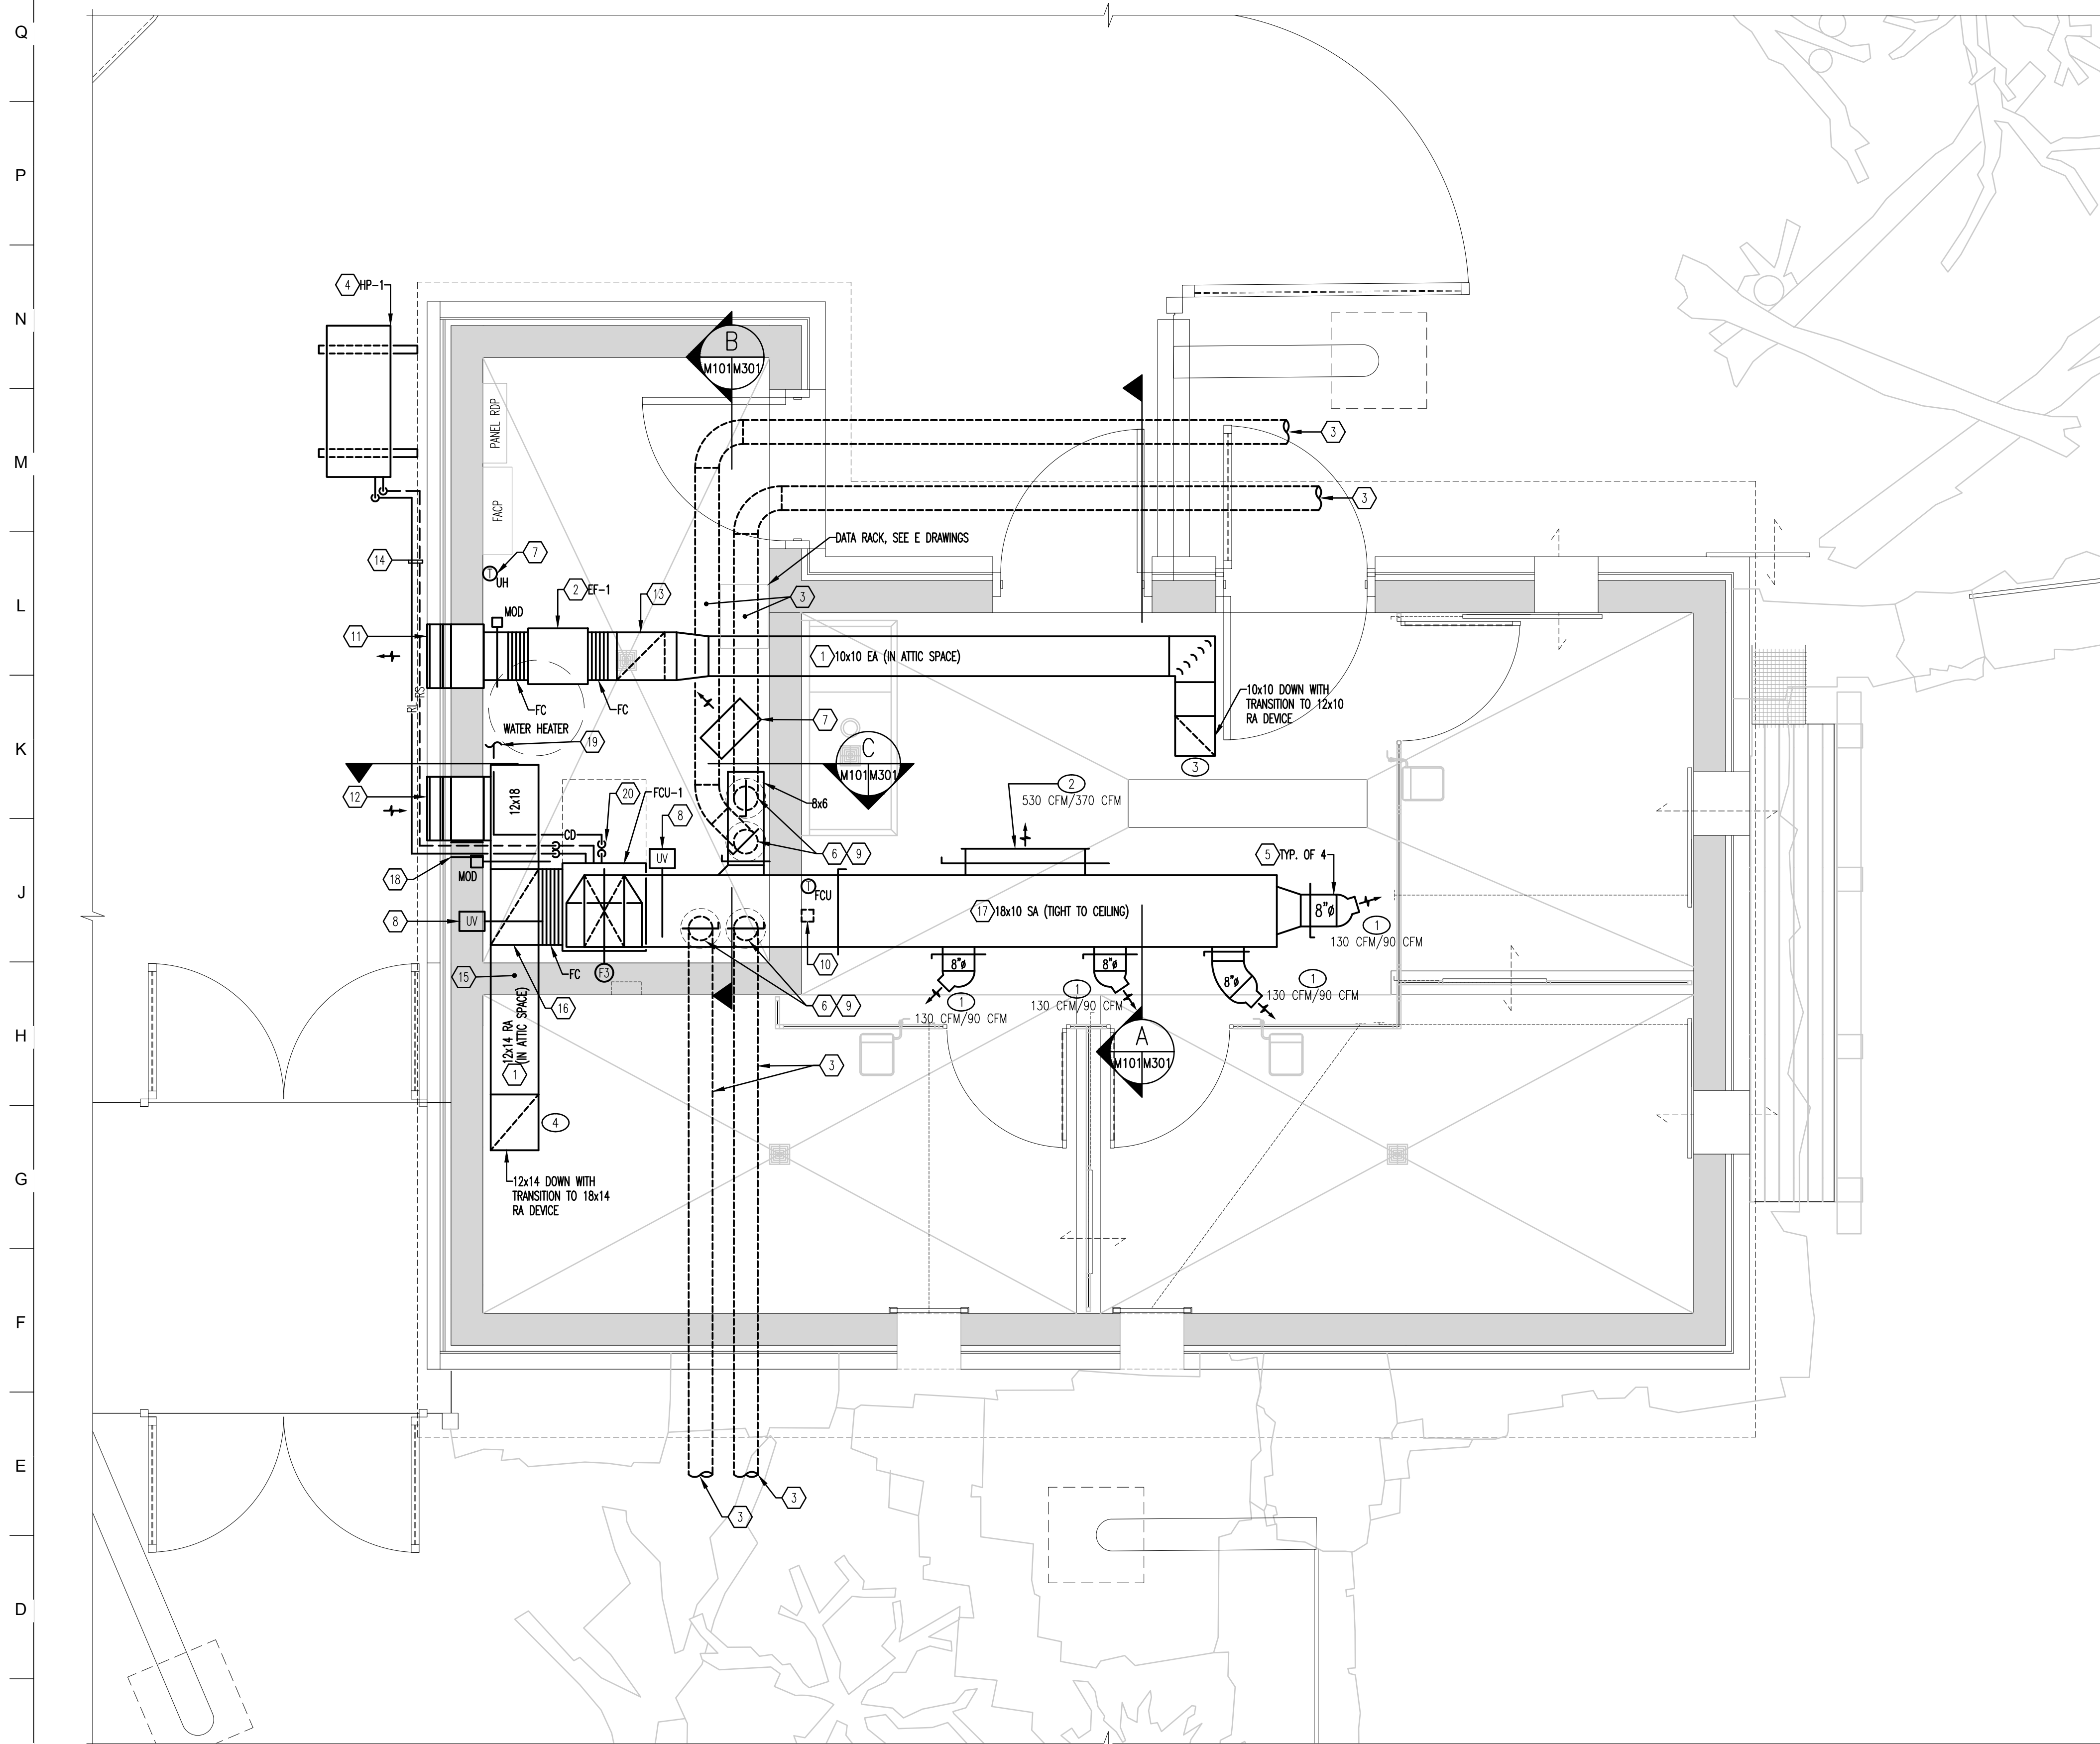 Q
P
N
M
L
K
J
H
G
F
E
D
4 HP-1
B
M101 M301
PANEL RDP
FACP
3
3
DATA RACK, SEE E DRAWINGS
14
7
T UH
2 EF-1
13
3
MOD
11
1 10x10 EA (IN ATTIC SPACE)
RL RS
FC
FC
WATER HEATER
7
10x10 DOWN WITH
TRANSITION TO 12x10
RA DEVICE
19
C
M101 M301
3
12
12x18
20
FCU-1
8x6
2
530 CFM/370 CFM
8
CD
UV
6 9
5 TYP. OF 4
18
MOD
T FCU
8
UV
17 18x10 SA (TIGHT TO CEILING)
8"ø
1
130 CFM/90 CFM
15
FC
F3
10
8"ø
8"ø
8"ø
16
6 9
1
130 CFM/90 CFM
1
130 CFM/90 CFM
1
130 CFM/90 CFM
12x14 RA
(IN ATTIC SPACE)
1
A
M101 M301
3
4
12x14 DOWN WITH
TRANSITION TO 18x14
RA DEVICE
3
3